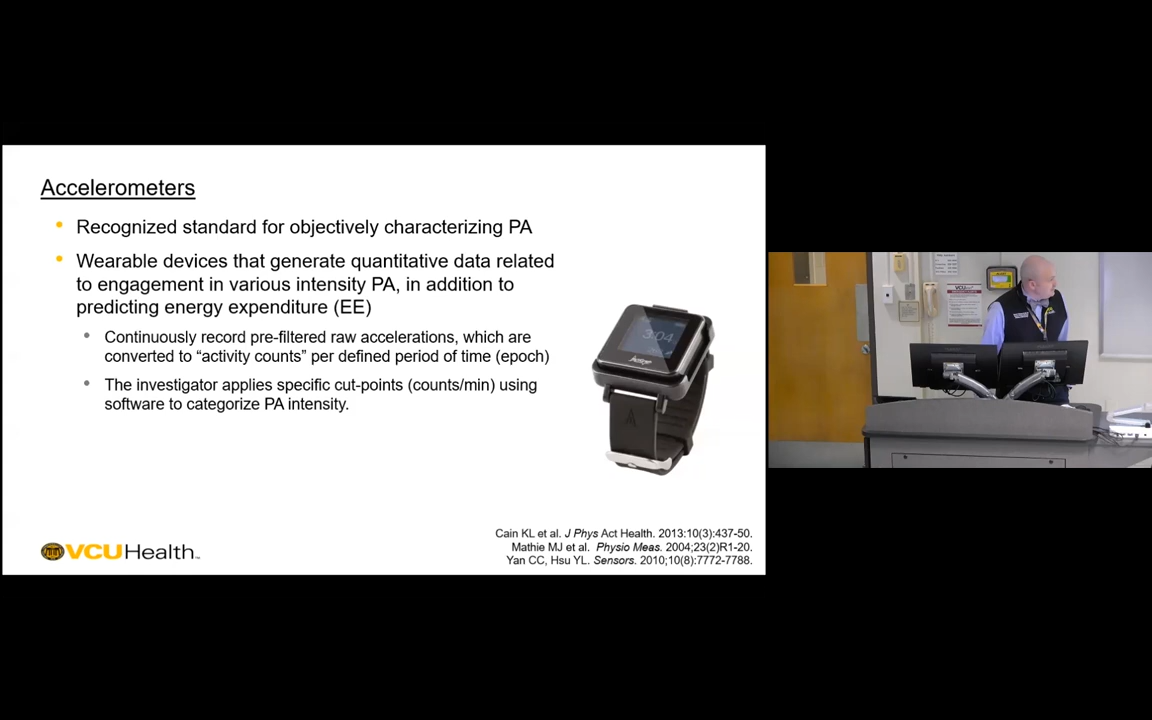 Accelerometers
• Recognized standard for objectively characterizing PA
• Wearable devices that generate quantitative data related
to engagement in various intensity PA, in addition to
predicting energy expenditure (EE)
• Continuously record pre-filtered raw accelerations, which are
converted to “activity counts” per defined period of time (epoch)
• The investigator applies specific cut-points (counts/min) using
software to categorize PA intensity.
3:04
Cain KL et al. J Phys Act Health. 2013:10(3):437-50.
Mathie MJ et al. Physio Meas. 2004;23(2)R1-20.
Yan CC, Hsu YL. Sensors. 2010;10(8):7772-7788.
VCUHealth™
VCU